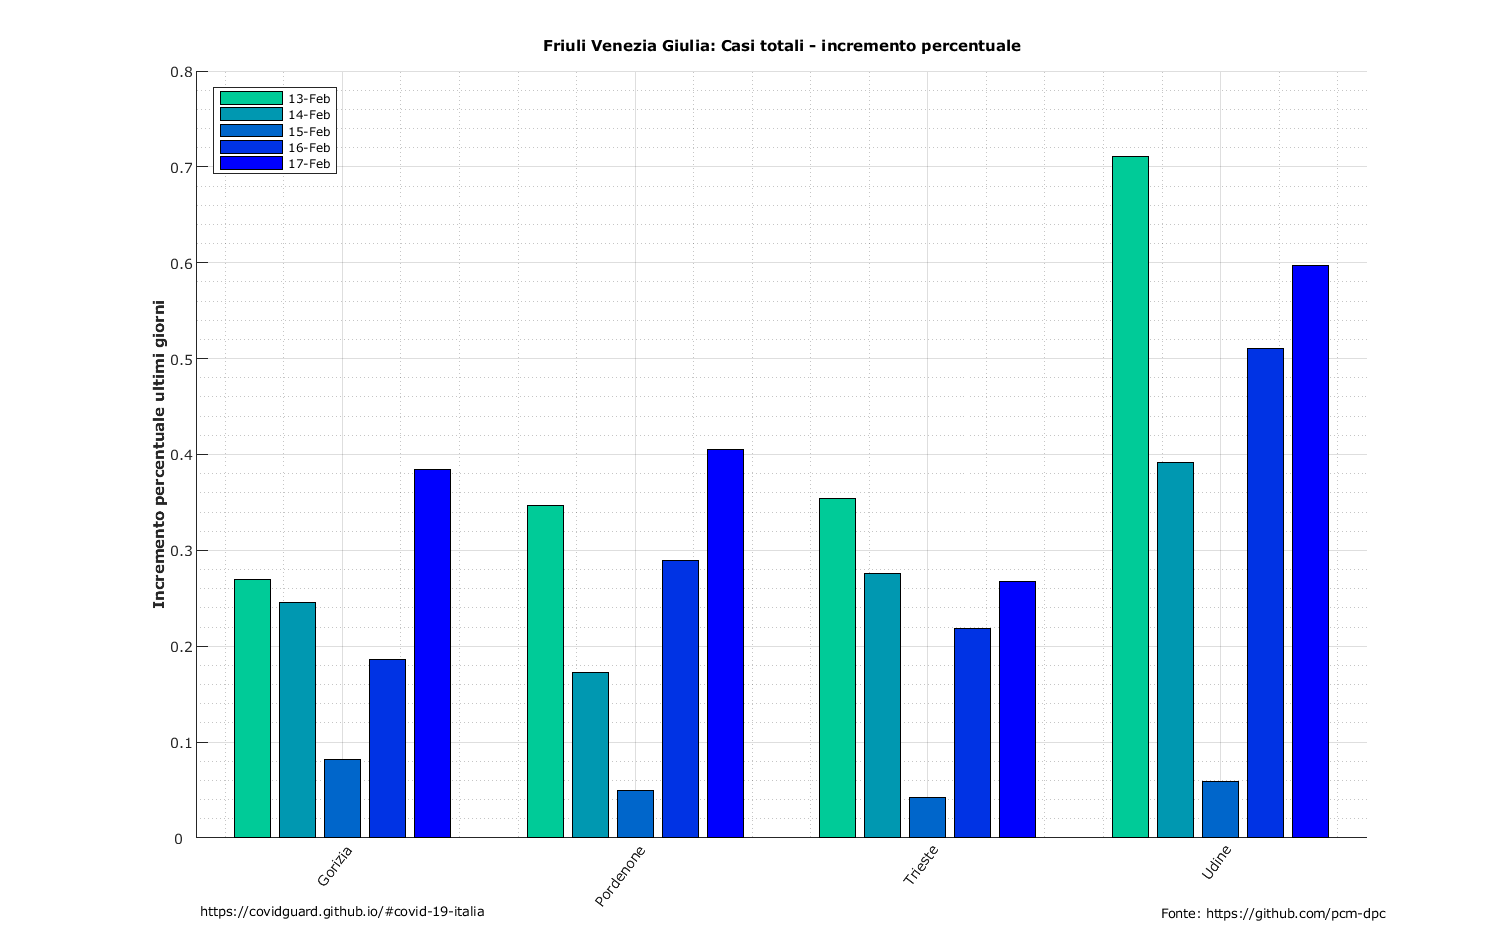 Friuli Venezia Giulia: Casi totali - incremento percentuale
Incremento percentuale ultimi giorni
0.8
0.7
0.6
0.5
0.4
0.3
0.2
0.1
0
13-Feb
14-Feb
15-Feb
16-Feb
17-Feb
Gorizia
Pordenone
Trieste
Udine
https://covidguard.github.io/#covid-19-italia
Fonte: https://github.com/pcm-dpc